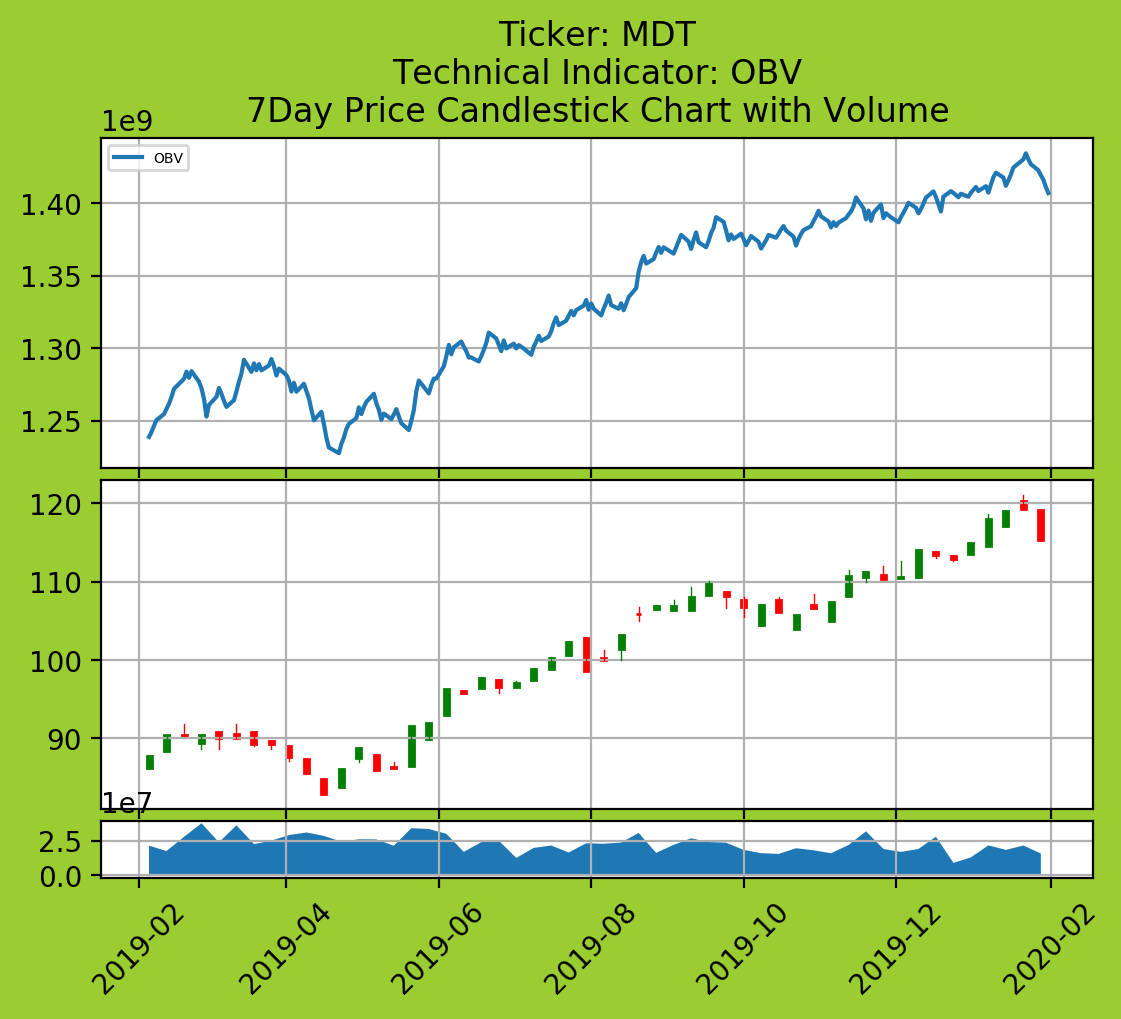 Ticker: MDT
Technical Indicator: OBV
7Day Price Candlestick Chart with Volume
1e9
OBV
1.40
1.35
1.30
1.25
120
110
100
90
1e7
2.5
0.0
2019-02
2019-04
2019-06
2019-08
2019-10
2019-12
2020-02